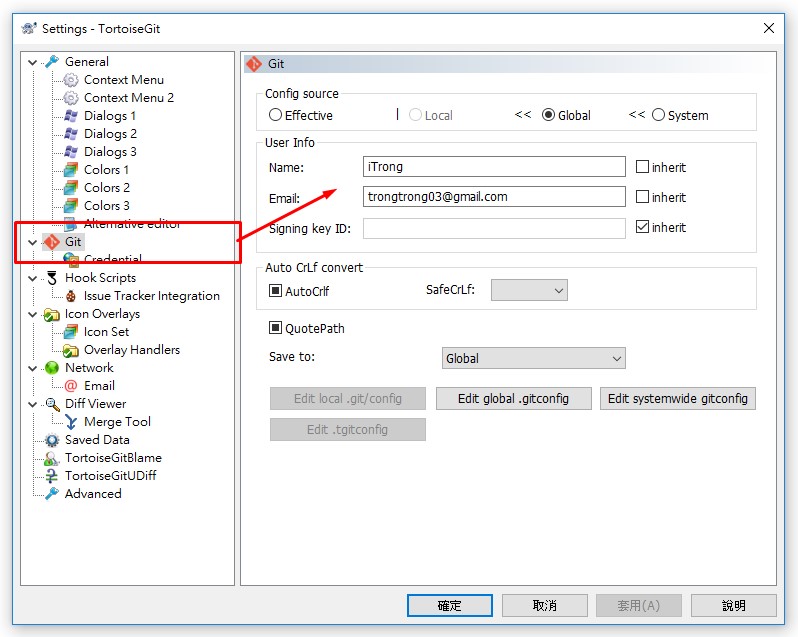 Settings - TortoiseGit
General
Context Menu
Context Menu 2
Dialogs 1
Dialogs 2
Dialogs 3
Colors 1
Colors 2
Colors 3
Alternative editor
Git
Credential
Hook Scripts
Issue Tracker Integration
Icon Overlays
Icon Set
Overlay Handlers
Network
Email
Diff Viewer
Merge Tool
Saved Data
TortoiseGitBlame
TortoiseGitUDiff
Advanced
Git
Config source
Effective | Local << Global << System
User Info
Name: iTrong inherit
Email: trongtrong03@gmail.com inherit
Signing key ID: inherit
Auto CrLf convert
AutoCrlf SafeCrLf:
QuotePath
Save to: Global
Edit local .git/config Edit global .gitconfig Edit systemwide gitconfig
Edit .tgitconfig
確定 取消 套用(A) 說明